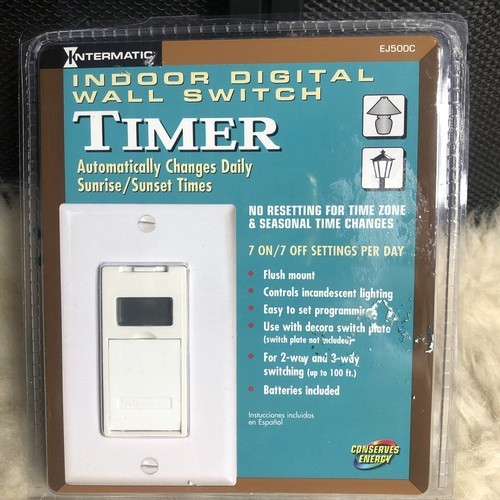 INTERMATIC
EJ500C
INDOOR DIGITAL
WALL SWITCH
TIMER
Automatically Changes Daily
Sunrise/Sunset Times
NO RESETTING FOR TIME ZONE
& SEASONAL TIME CHANGES
7 ON/7 OFF SETTINGS PER DAY
• Flush mount
• Controls incandescent lighting
• Easy to set programming
• Use with decora switch plate
(switch plate not included)
• For 2-way and 3-way
switching (up to 100 ft.)
• Batteries included
Instrucciones incluidas
en Español
CONSERVES
ENERGY